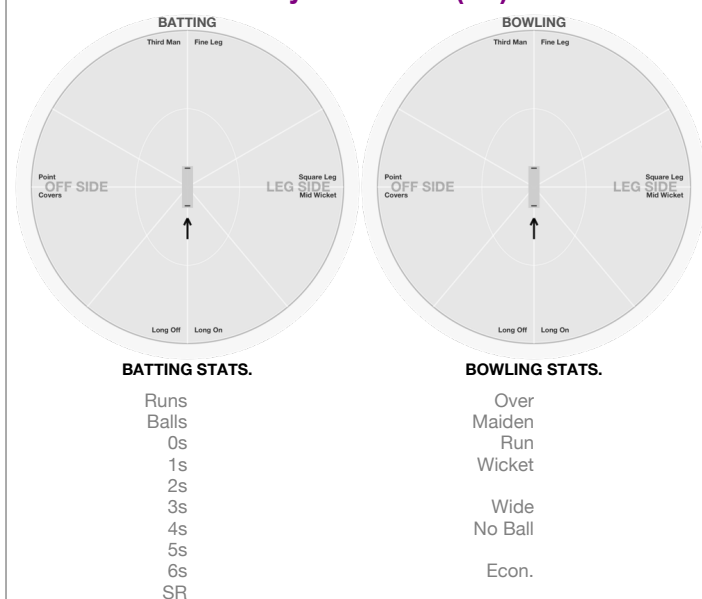 BATTING
Third Man Fine Leg
Point
OFF SIDE
Covers
Square Leg
LEG SIDE
Mid Wicket
Long Off Long On
BATTING STATS.
Runs
Balls
0s
1s
2s
3s
4s
5s
6s
SR
BOWLING
Third Man Fine Leg
Point
OFF SIDE
Covers
Square Leg
LEG SIDE
Mid Wicket
Long Off Long On
BOWLING STATS.
Over
Maiden
Run
Wicket
Wide
No Ball
Econ.